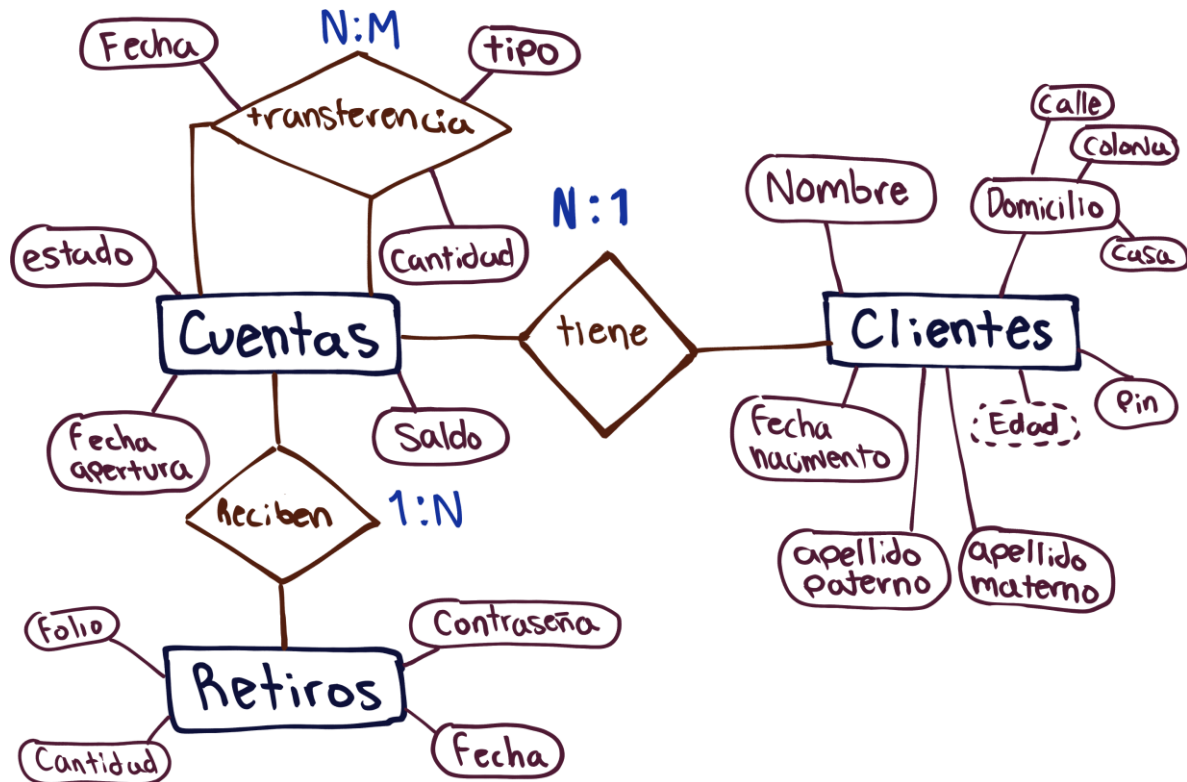 N:M
Fecha
tipo
transferencia
Calle
Colonia
Nombre
Domicilio
N:1
Casa
estado
Cantidad
Cuentas
tiene
Clientes
Pin
Edad
Fecha
nacimiento
Fecha
apertura
Saldo
Reciben
1:N
apellido
paterno
apellido
materno
Folio
Contraseña
Retiros
Cantidad
Fecha